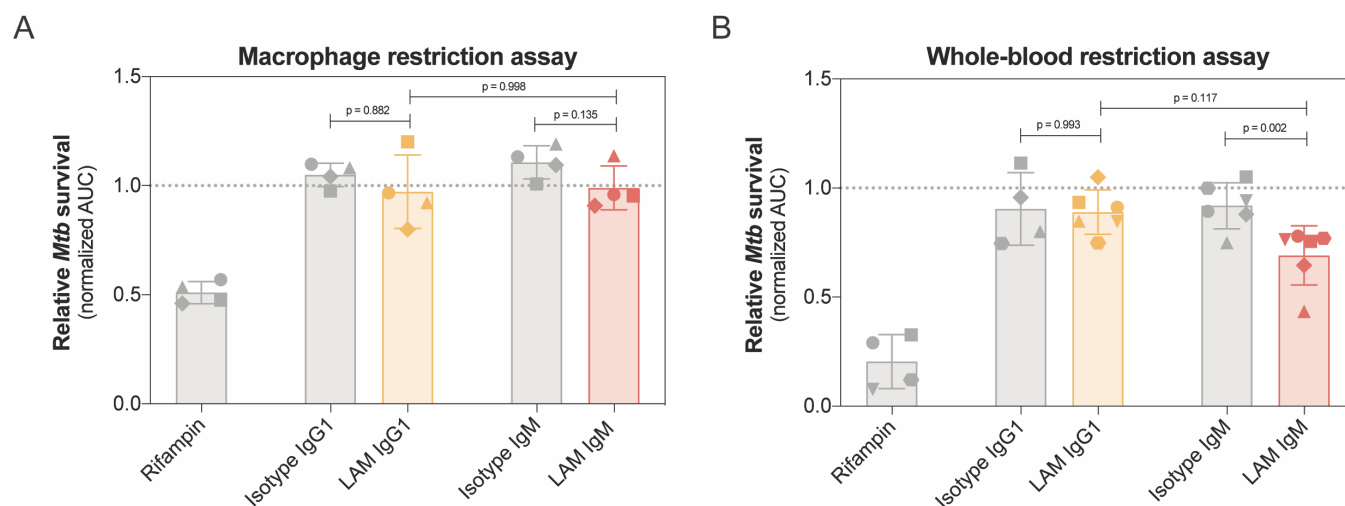 A
Macrophage restriction assay
Relative Mtb survival
(normalized AUC)
1.5
1.0
0.5
0.0
p = 0.998
p = 0.882
p = 0.135
Rifampin
Isotype IgG1
LAM IgG1
Isotype IgM
LAM IgM
B
Whole-blood restriction assay
Relative Mtb survival
(normalized AUC)
1.5
1.0
0.5
0.0
p = 0.117
p = 0.993
p = 0.002
Rifampin
Isotype IgG1
LAM IgG1
Isotype IgM
LAM IgM